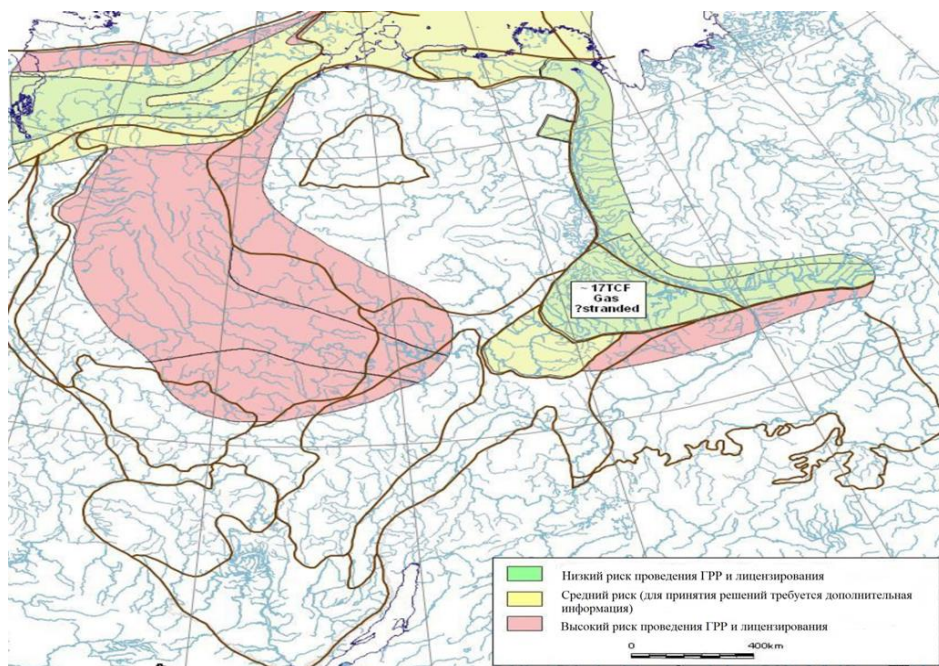 ~ 17TCF
Gas
?stranded
Низкий риск проведения ГРР и лицензирования
Средний риск (для принятия решений требуется дополнительная
информация)
Высокий риск проведения ГРР и лицензирования
0 400km